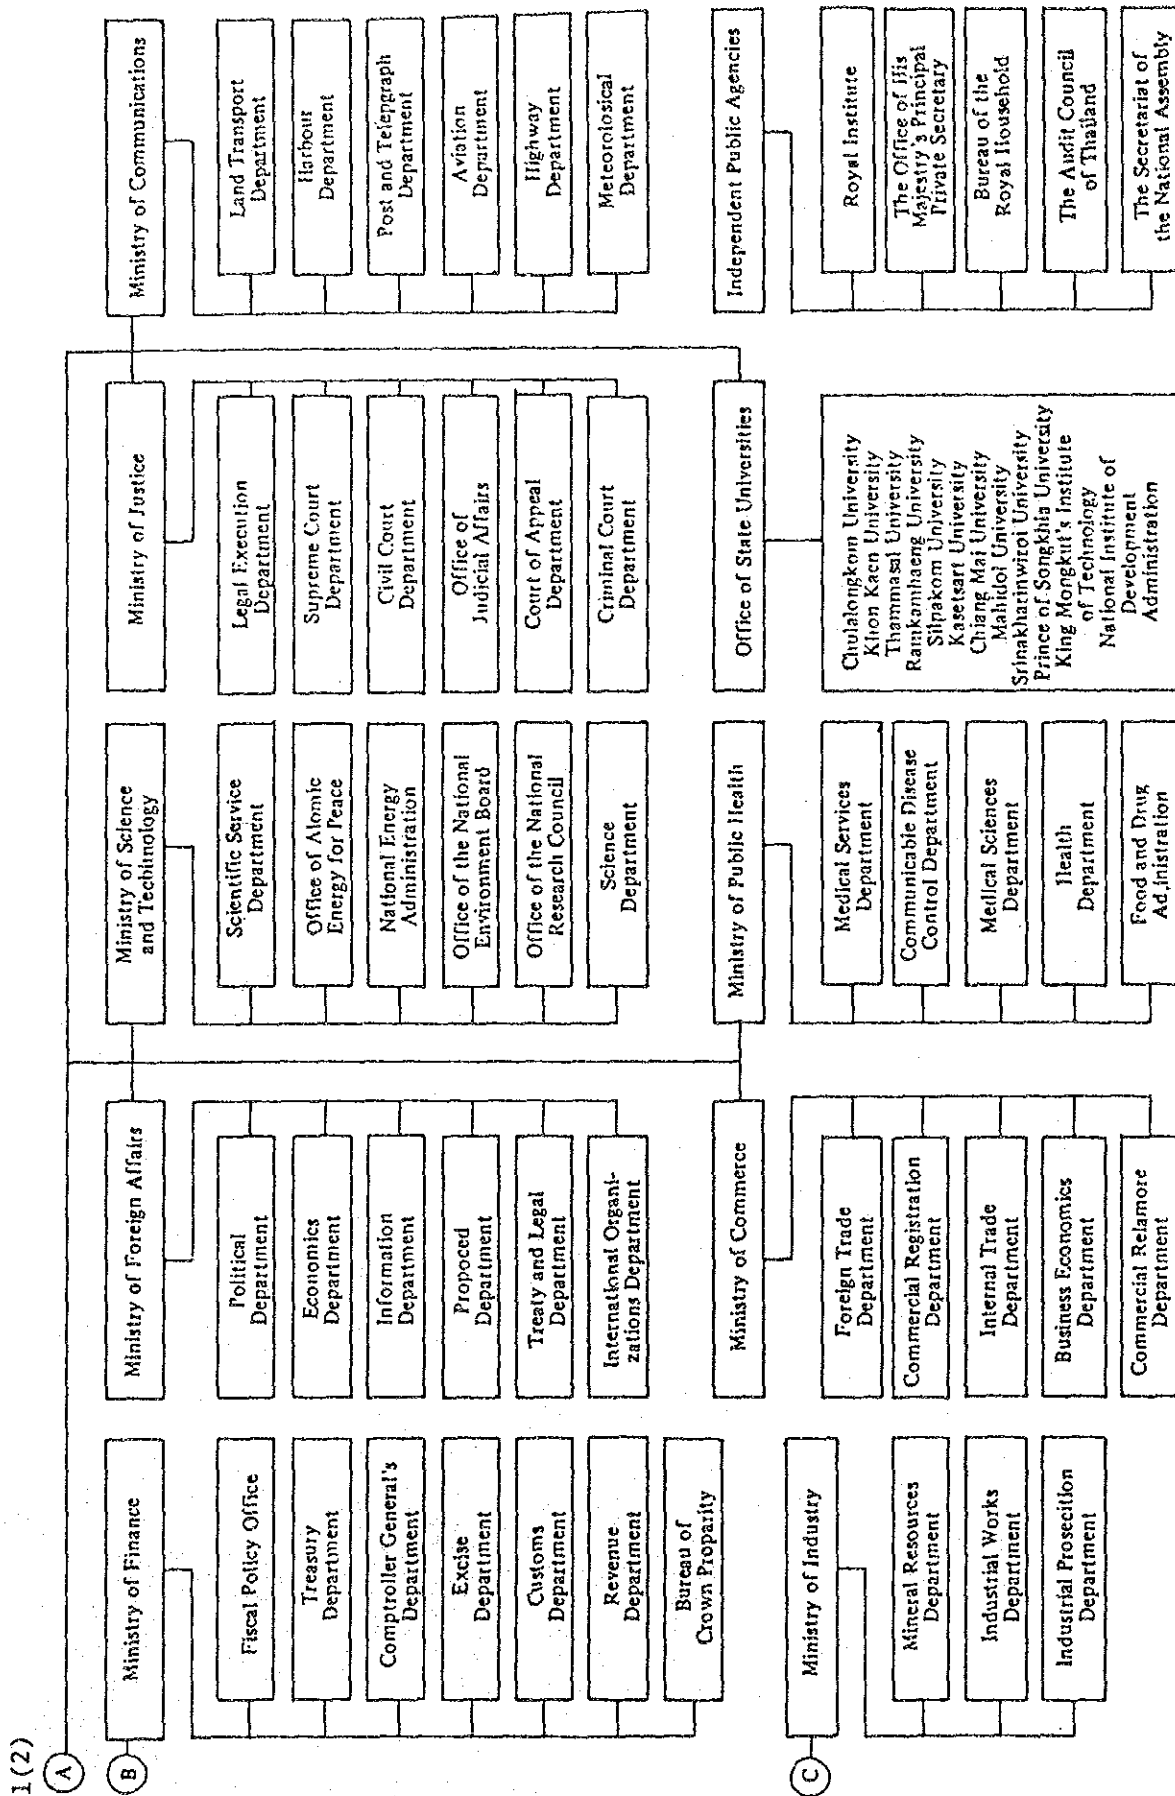 1(2)
A
B
Ministry of Finance
Fiscal Policy Office
Treasury
Department
Comptroller General's
Department
Excise
Department
Customs
Department
Revenue
Department
Bureau of
Crown Proparity
Ministry of Foreign Affairs
Political
Department
Economics
Department
Information
Department
Propoced
Department
Treaty and Legal
Department
International Organi-
zations Department
Ministry of Science
and Techitnology
Scientific Service
Department
Office of Alomic
Energy for Peace
National Energy
Administration
Office of the National
Environment Board
Office of the National
Research Council
Science
Department
Ministry of Justice
Legal Execution
Department
Supreme Court
Department
Civil Court
Department
Office of
Judicial Affairs
Court of Appeal
Department
Criminal Court
Department
Ministry of Communications
Land Transport
Department
Harbour
Department
Post and Telepgraph
Department
Aviation
Department
Highway
Department
Meteorolosical
Department
C
Ministry of Industry
Mineral Resources
Department
Industrial Works
Department
Industrial Prosecition
Department
Ministry of Commerce
Foreign Trade
Department
Commercial Registration
Department
Internal Trade
Department
Business Economics
Department
Commercial Relamore
Department
Ministry of Public Health
Medical Services
Department
Communicable Disease
Control Department
Medical Sciences
Department
Health
Department
Food and Drug
Ad,inistration
Office of State Universities
Chulalongkom University
Khon Kaen University
Thammasal University
Ramkamhaeng University
Silpakom University
Kasetsart University
Chiang Mai University
Mahidol University
Srinakharinwiroi University
Prince of Songkhla University
King Mongkut's Institute
of Technology
National Institute of
Development
Administration
Independent Public Agencies
Royal Institute
The Office of His
Majestry's Principal
Private Secretary
Bureau of the
Royal Household
The Audit Council
of Thailand
The Secretariat of
the National Assembly